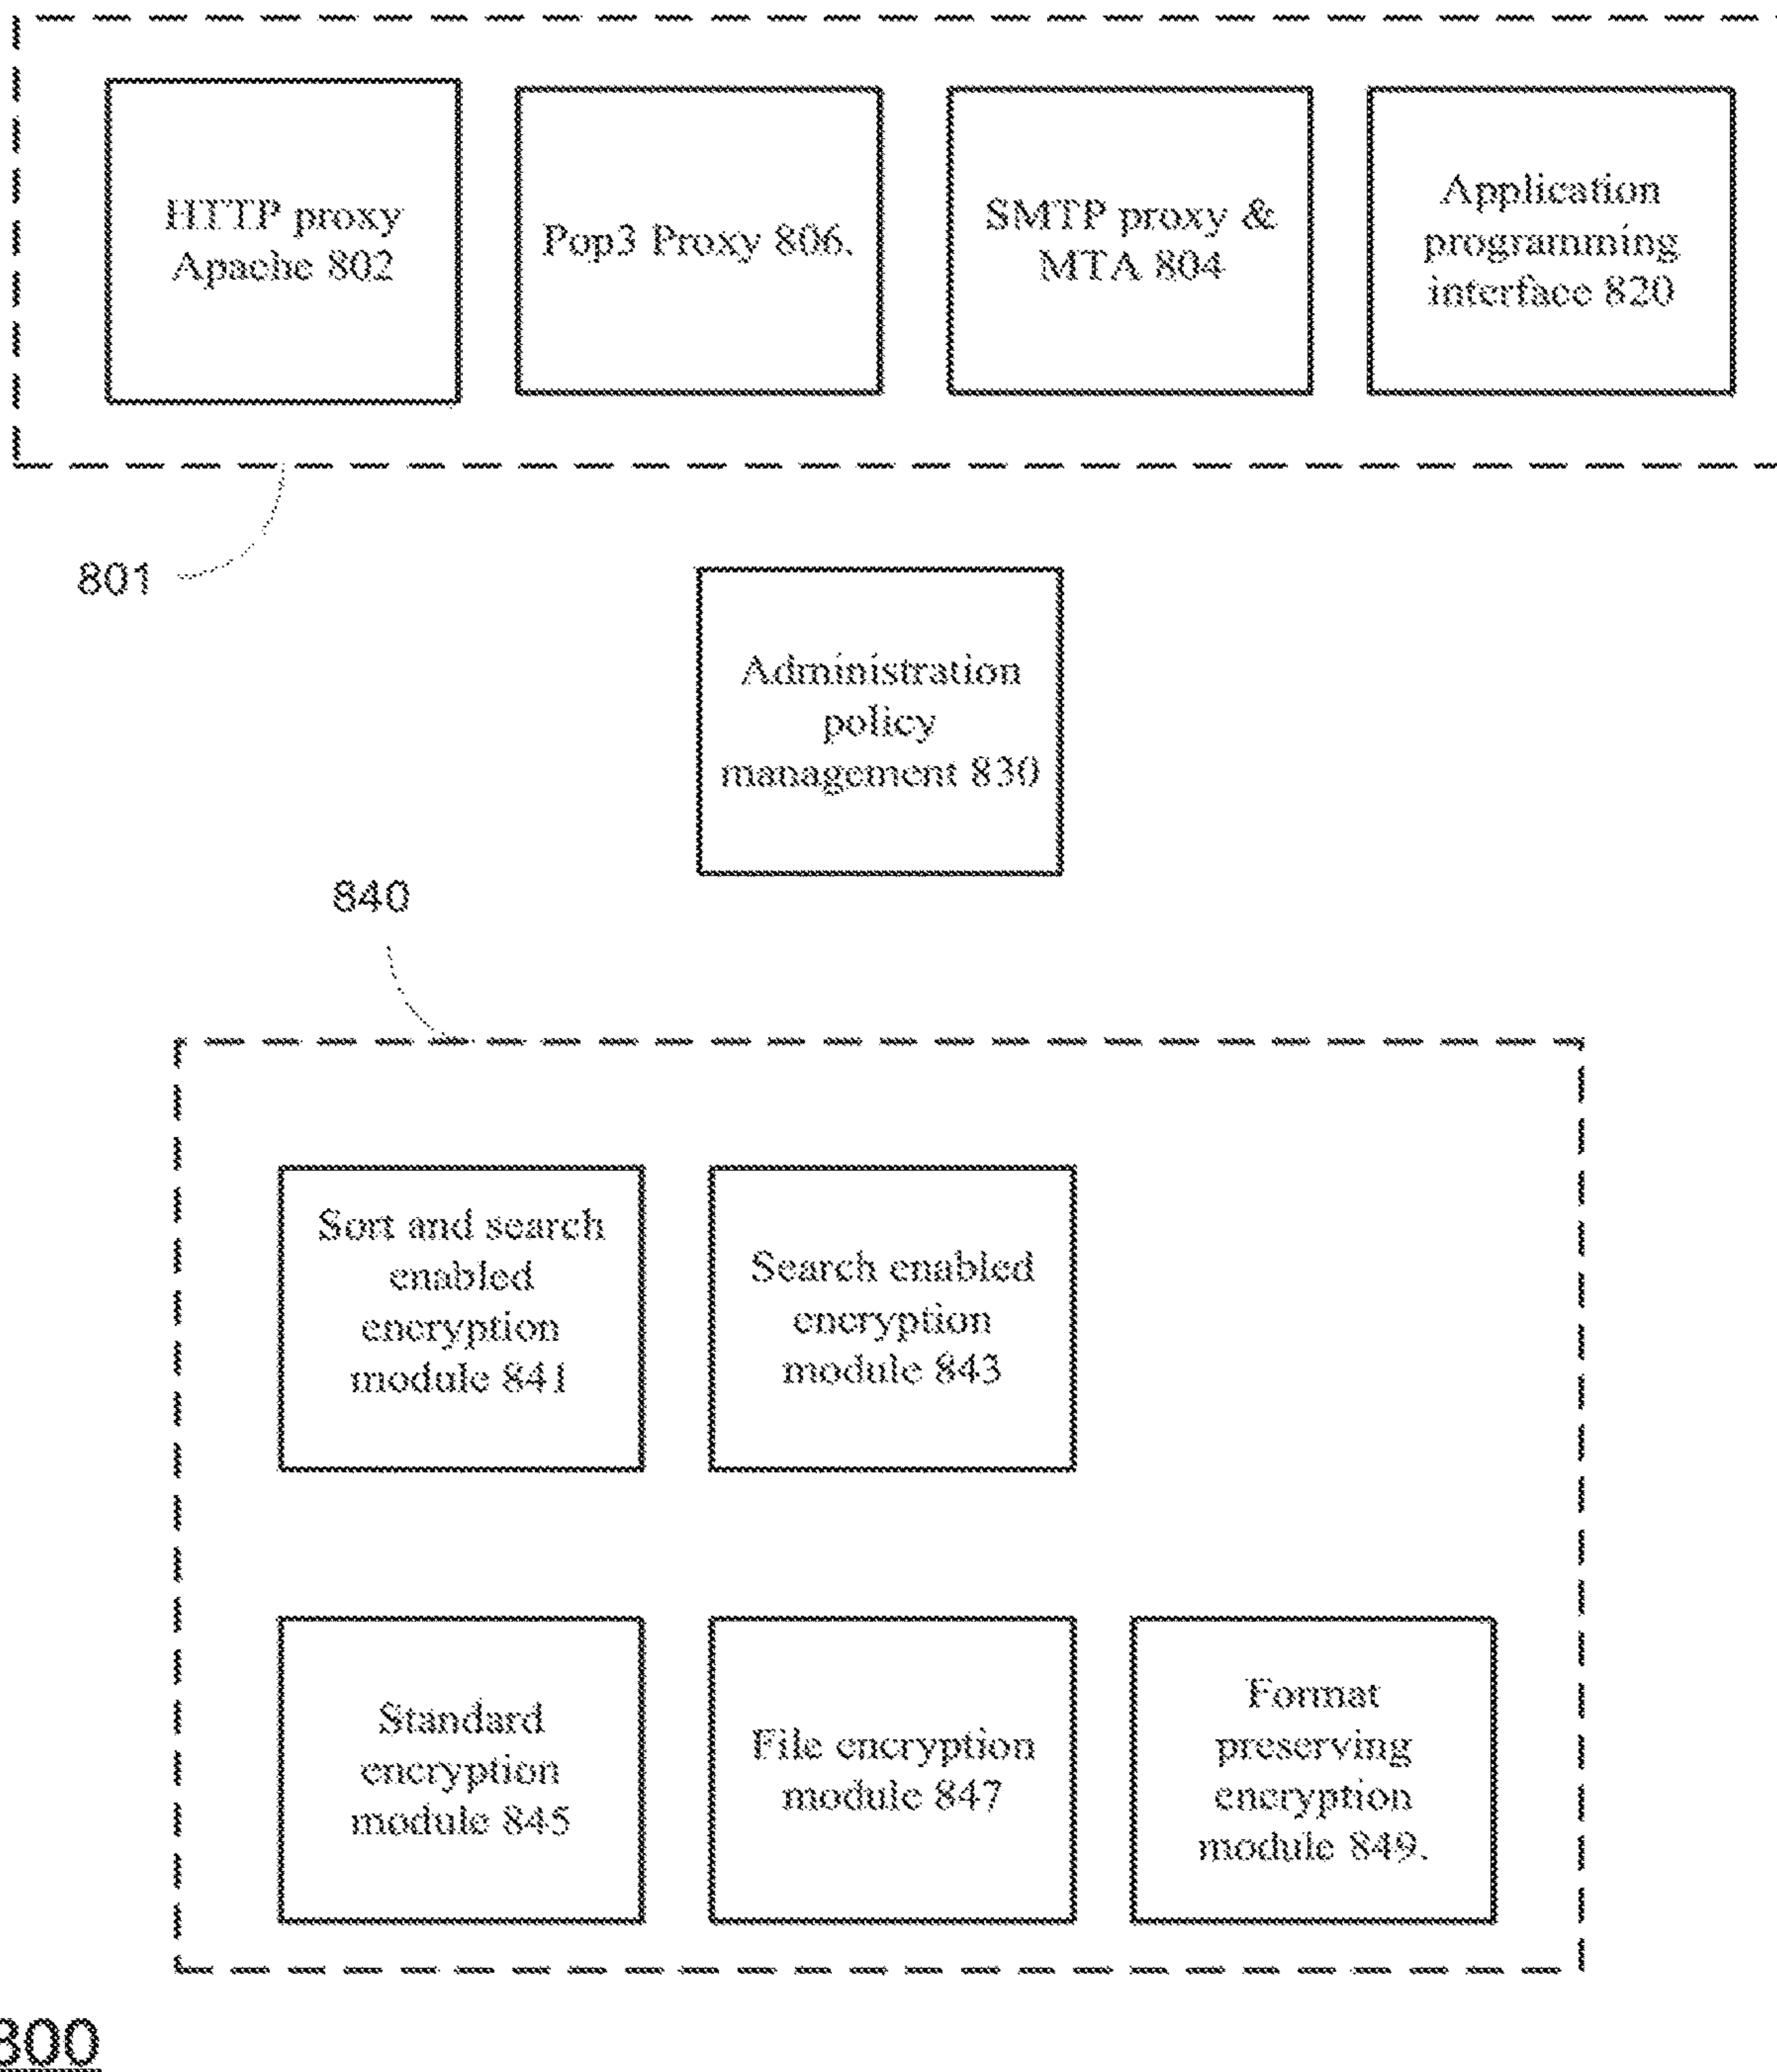 HTTP proxy
Apache 802
Pop3 Proxy 806.
SMTP proxy &
MTA 804
Application
programming
interface 820
801
Administration
policy
management 830
840
Sort and search
enabled
encryption
module 841
Search enabled
encryption
module 843
Standard
encryption
module 845
File encryption
module 847
Format
preserving
encryption
module 849.
800